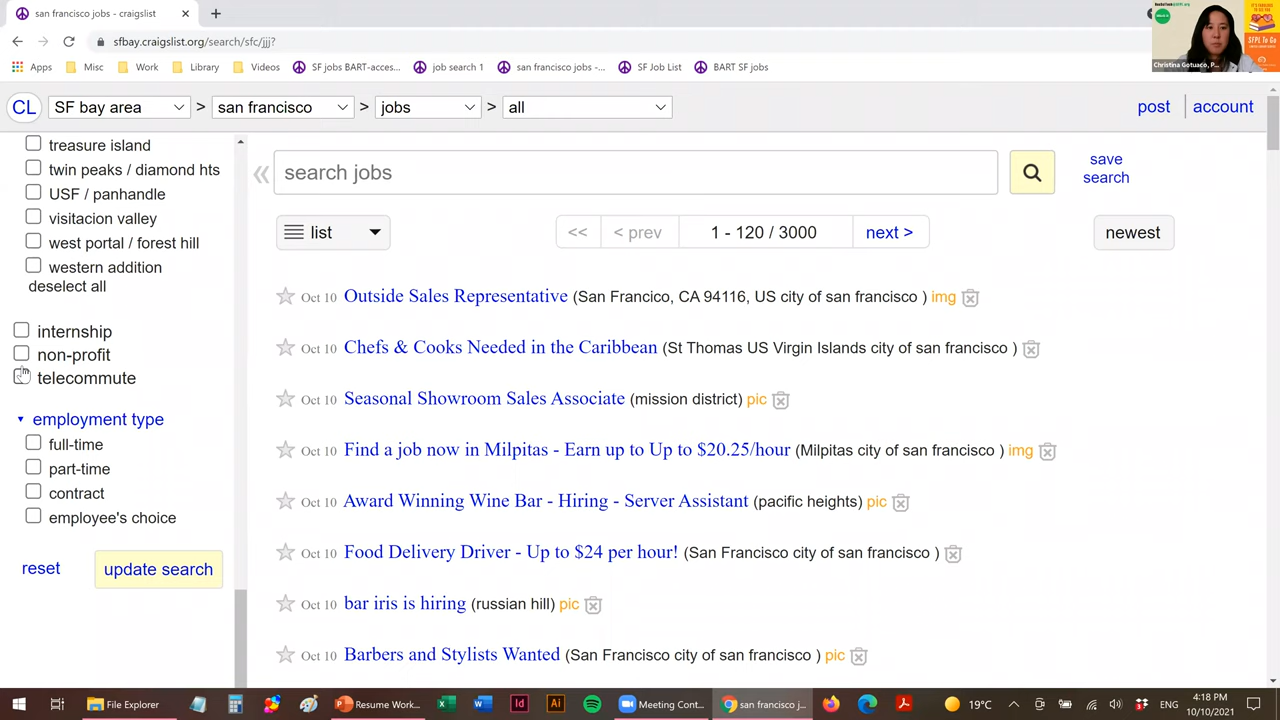 san francisco jobs - craigslist
sfbay.craigslist.org/search/sfc/jjj?
Apps Misc Work Library Videos SF jobs BART-acces... job search 1 san francisco jobs -... SF Job List BART SF jobs
SFPL To Go
Christina Gotuaco, P...
CL SF bay area > san francisco > jobs > all post account
treasure island
twin peaks / diamond hts
USF / panhandle
visitacion valley
west portal / forest hill
western addition
deselect all
internship
non-profit
telecommute
employment type
full-time
part-time
contract
employee's choice
reset update search
« search jobs save search
list << < prev 1 - 120 / 3000 next > newest
Oct 10 Outside Sales Representative (San Francico, CA 94116, US city of san francisco ) img
Oct 10 Chefs & Cooks Needed in the Caribbean (St Thomas US Virgin Islands city of san francisco )
Oct 10 Seasonal Showroom Sales Associate (mission district) pic
Oct 10 Find a job now in Milpitas - Earn up to Up to $20.25/hour (Milpitas city of san francisco ) img
Oct 10 Award Winning Wine Bar - Hiring - Server Assistant (pacific heights) pic
Oct 10 Food Delivery Driver - Up to $24 per hour! (San Francisco city of san francisco )
Oct 10 bar iris is hiring (russian hill) pic
Oct 10 Barbers and Stylists Wanted (San Francisco city of san francisco ) pic
File Explorer Resume Work... Meeting Cont... san francisco j... 19°C ENG 4:18 PM
10/10/2021